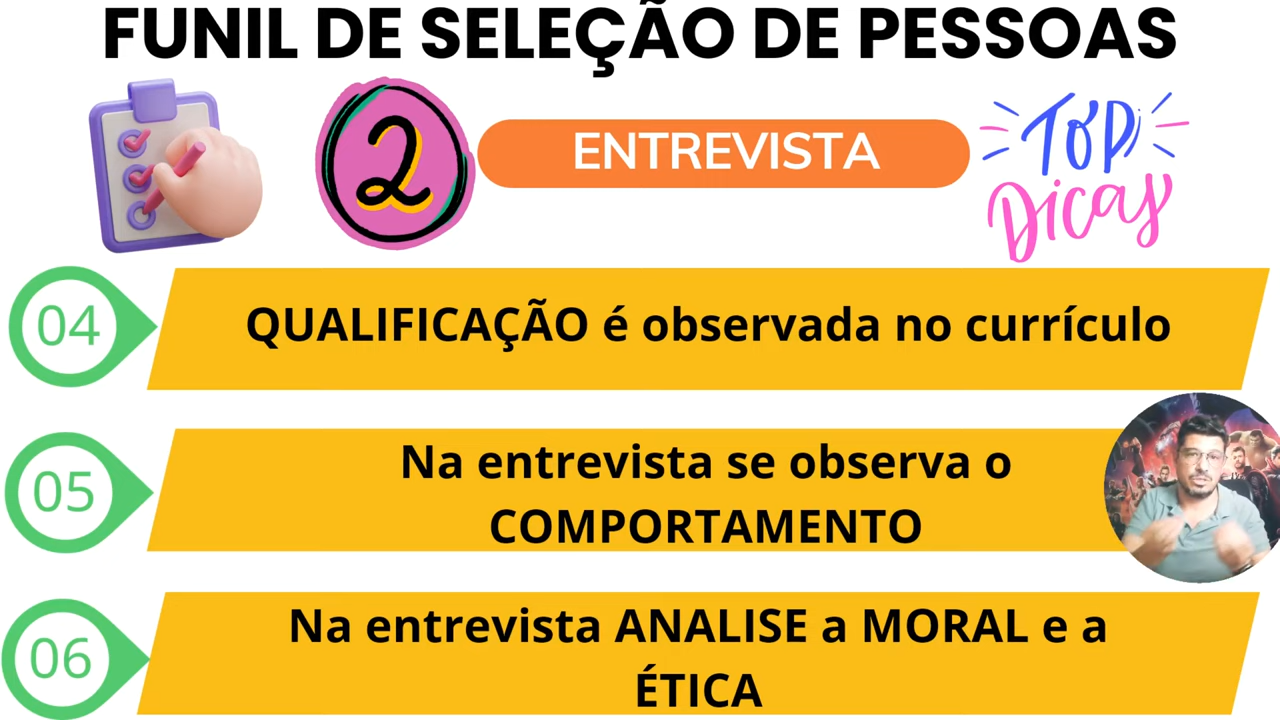 FUNIL DE SELEÇÃO DE PESSOAS
2
ENTREVISTA
TOP
Dicas
04
QUALIFICAÇÃO é observada no currículo
05
Na entrevista se observa o
COMPORTAMENTO
06
Na entrevista ANALISE a MORAL e a
ÉTICA